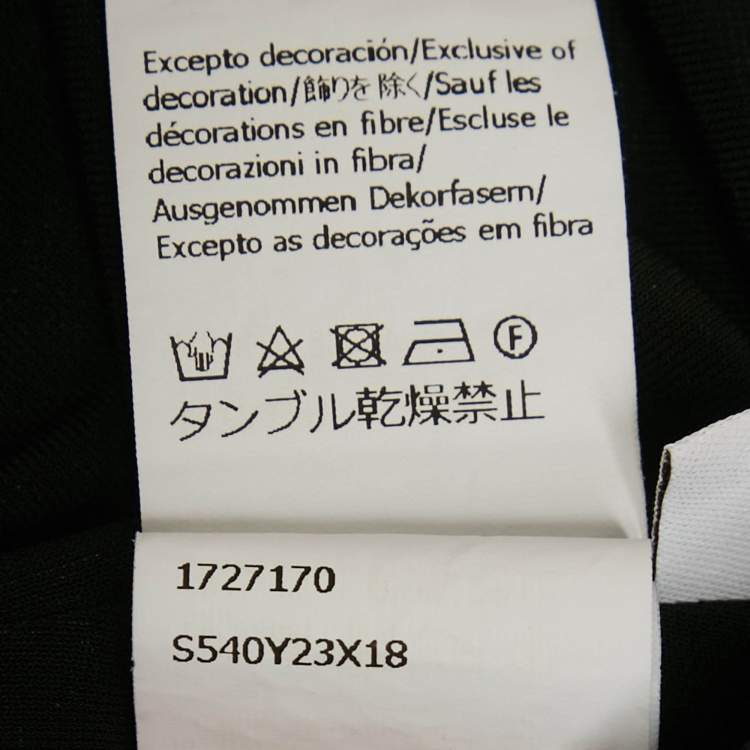 Excepto decoración/Exclusive of
decoration/飾りを除く/Sauf les
décorations en fibre/Escluse le
decorazioni in fibra/
Ausgenommen Dekorfasern/
Excepto as decorações em fibra
F
タンブル乾燥禁止
1727170
S540Y23X18